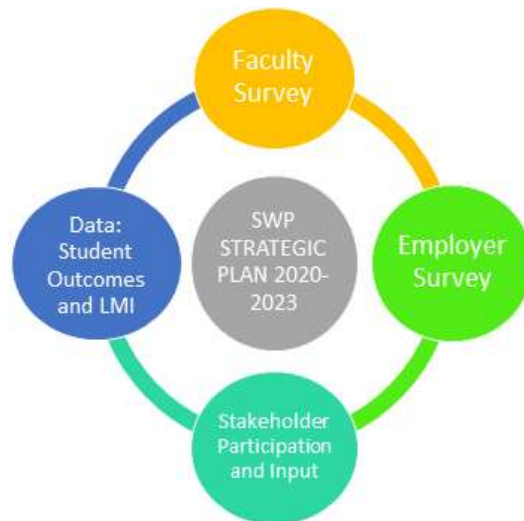 Faculty
Survey
Data:
Student
Outcomes
and LMI
SWP
STRATEGIC
PLAN 2020-
2023
Employer
Survey
Stakeholder
Participation
and Input